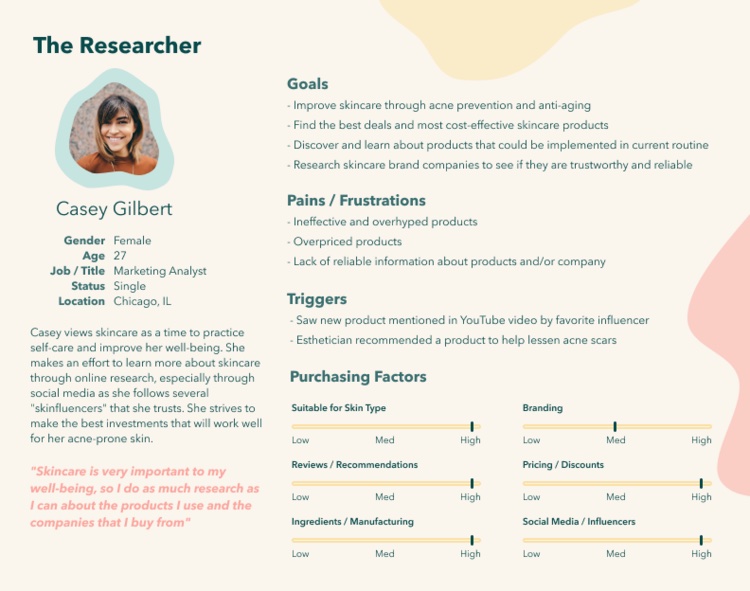 The Researcher
Casey Gilbert
Gender Female
Age 27
Job / Title Marketing Analyst
Status Single
Location Chicago, IL
Casey views skincare as a time to practice
self-care and improve her well-being. She
makes an effort to learn more about skincare
through online research, especially through
social media as she follows several
"skinfluencers" that she trusts. She strives to
make the best investments that will work well
for her acne-prone skin.
"Skincare is very important to my
well-being, so I do as much research as
I can about the products I use and the
companies that I buy from"
Goals
- Improve skincare through acne prevention and anti-aging
- Find the best deals and most cost-effective skincare products
- Discover and learn about products that could be implemented in current routine
- Research skincare brand companies to see if they are trustworthy and reliable
Pains / Frustrations
- Ineffective and overhyped products
- Overpriced products
- Lack of reliable information about products and/or company
Triggers
- Saw new product mentioned in YouTube video by favorite influencer
- Esthetician recommended a product to help lessen acne scars
Purchasing Factors
Suitable for Skin Type
Low Med High
Branding
Low Med High
Reviews / Recommendations
Low Med High
Pricing / Discounts
Low Med High
Ingredients / Manufacturing
Low Med High
Social Media / Influencers
Low Med High